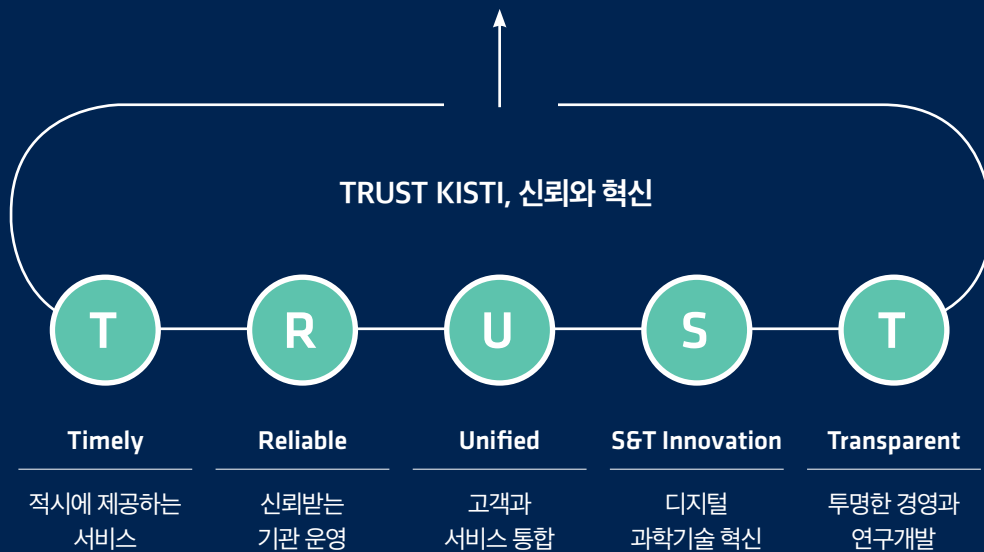 TRUST KISTI, 신뢰와 혁신
T R U S T
Timely Reliable Unified S&T Innovation Transparent
적시에 제공하는 신뢰받는 고객과 디지털 투명한 경영과
서비스 기관 운영 서비스 통합 과학기술 혁신 연구개발